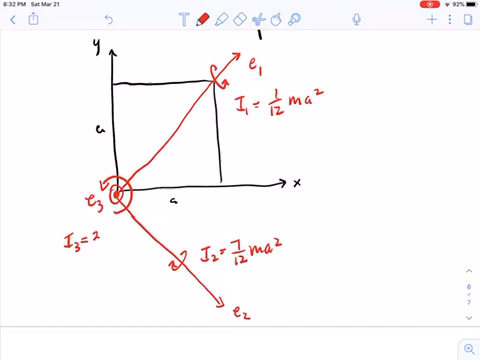 8:32 PM Sat Mar 21
92%
y
e₁
I₁ = 1/12 ma²
a
x
e₃
a
I₃ = 2
I₂ = 7/12 ma²
e₂
6
7